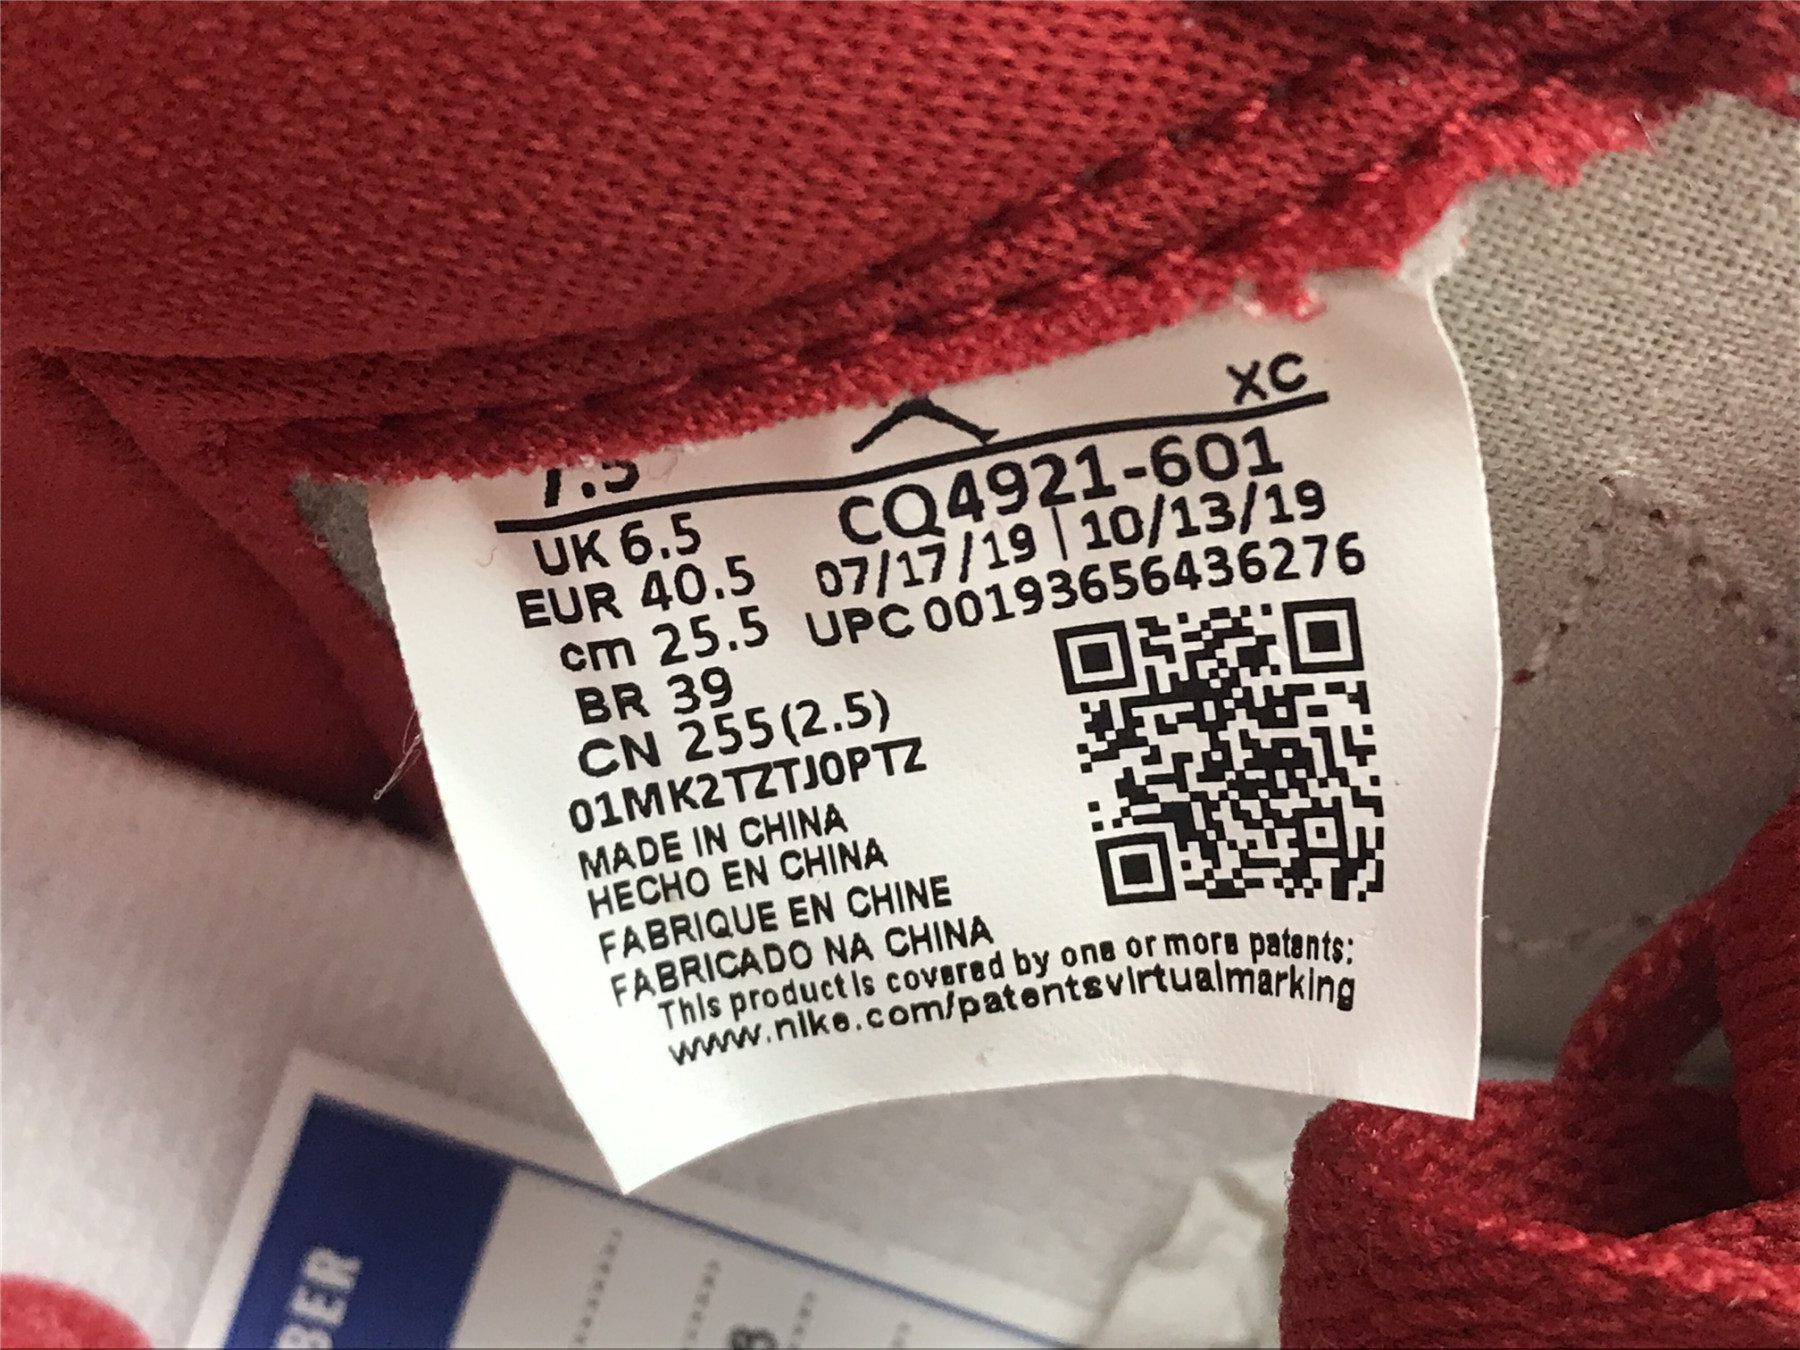 XC
7.5
CQ4921-601
UK 6.5
07/17/19 | 10/13/19
EUR 40.5
UPC 00193656436276
cm 25.5
BR 39
CN 255(2.5)
01MK2TZTJ0PTZ
MADE IN CHINA
HECHO EN CHINA
FABRIQUE EN CHINE
FABRICADO NA CHINA
This product is covered by one or more patents:
www.nike.com/patentsvirtualmarking
BER
8